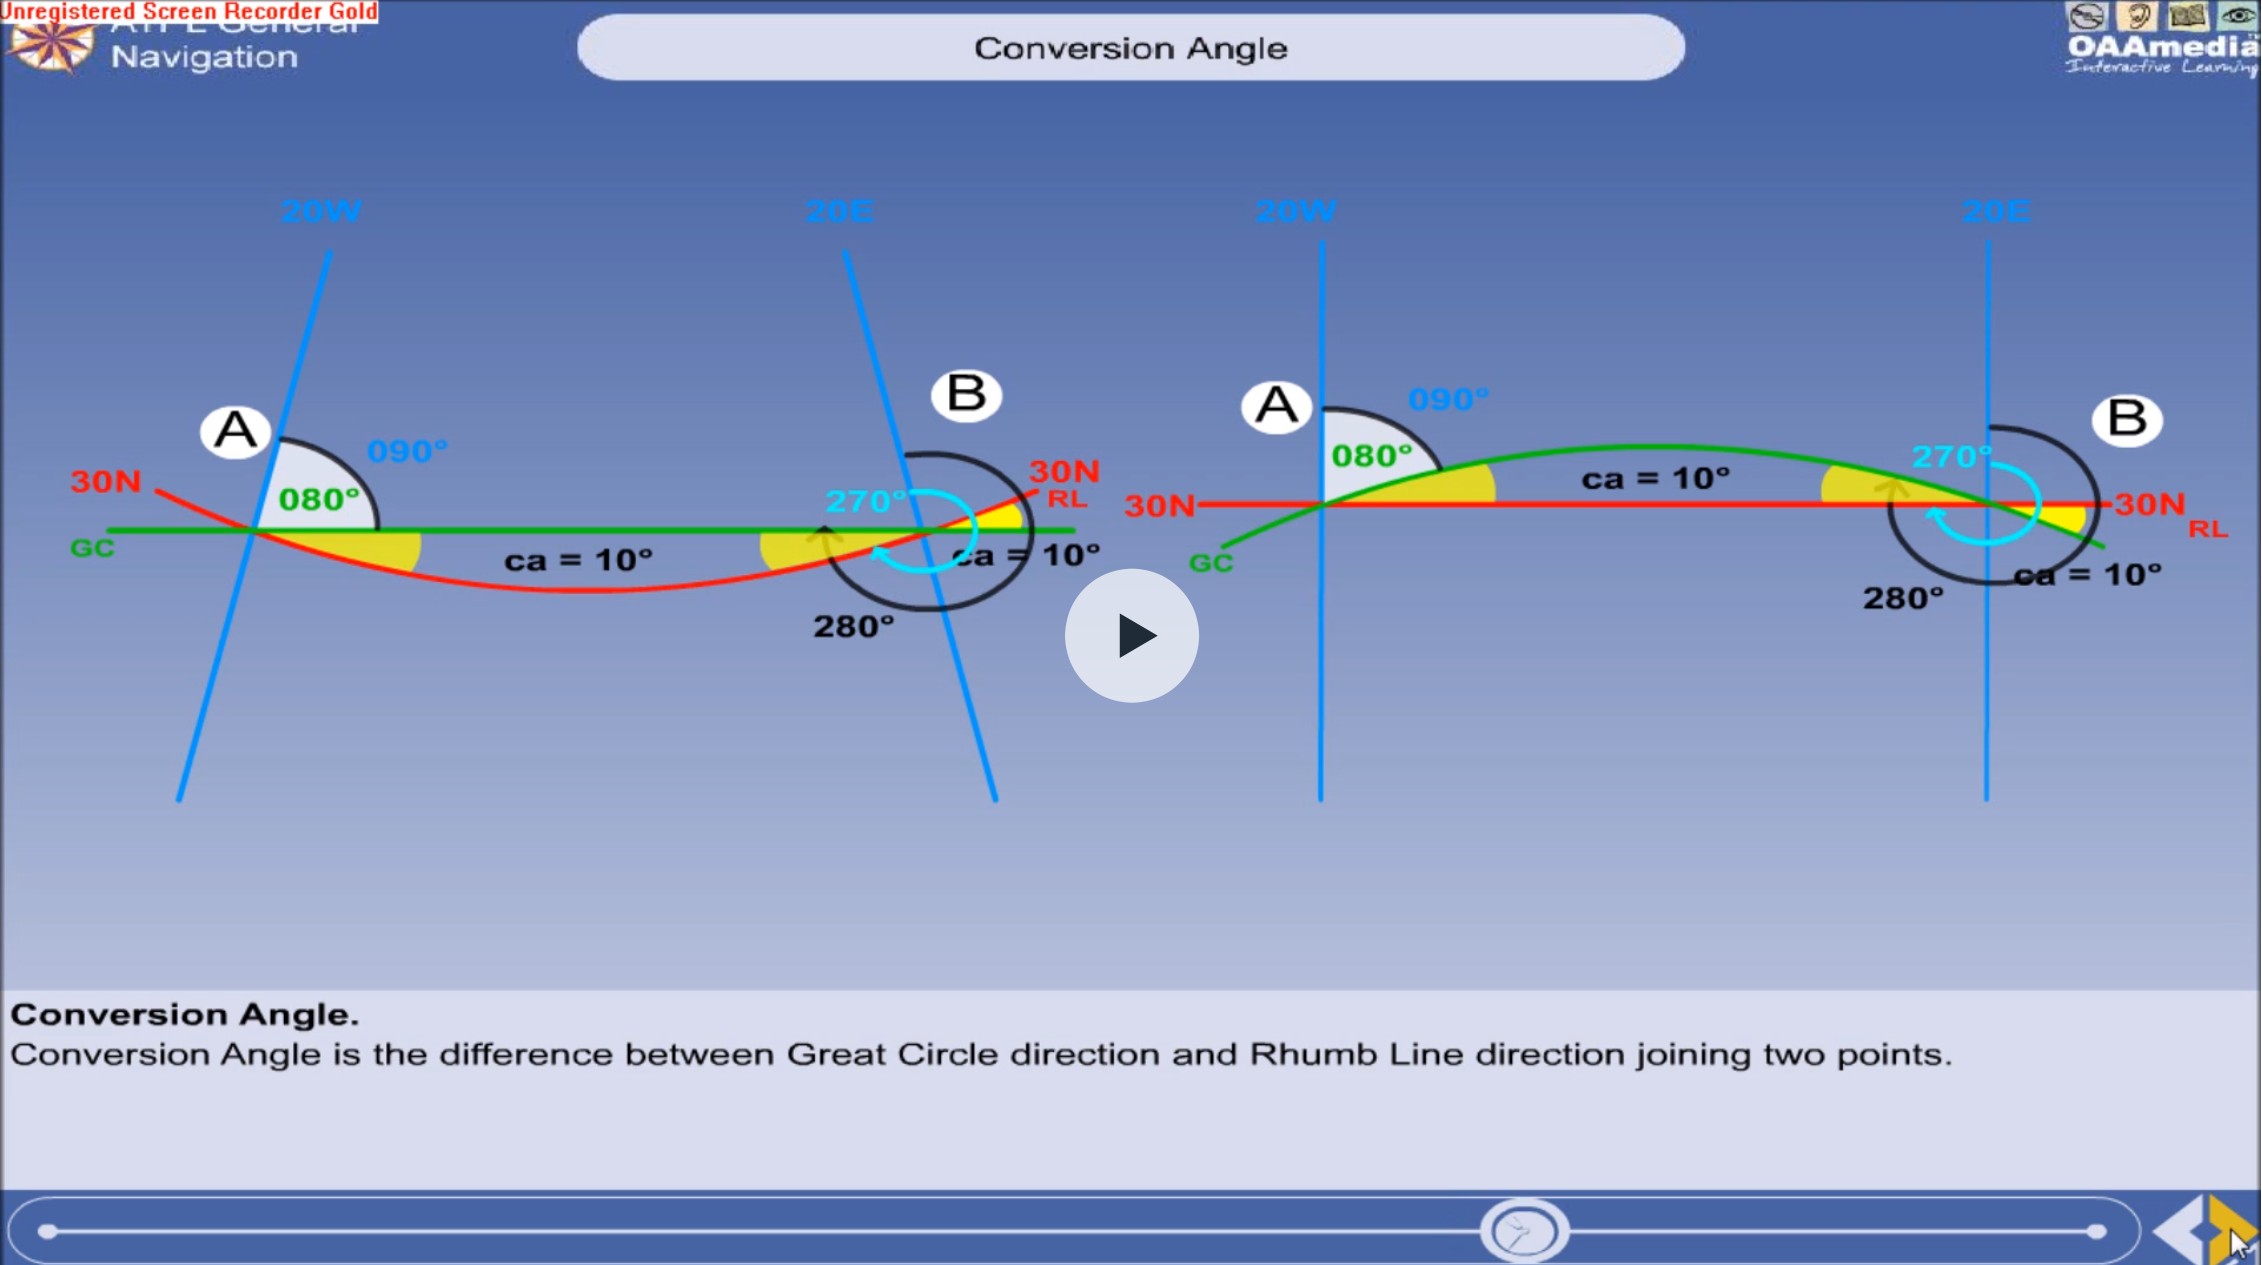 Unregistered Screen Recorder Gold
ATPL General
Navigation
Conversion Angle
OAAmedia
Interactive Learning
20W
20E
20W
20E
A
B
A
B
090°
080°
30N
GC
ca = 10°
270°
30N
RL
ca = 10°
280°
090°
080°
30N
GC
ca = 10°
270°
30N
RL
ca = 10°
280°
Conversion Angle.
Conversion Angle is the difference between Great Circle direction and Rhumb Line direction joining two points.